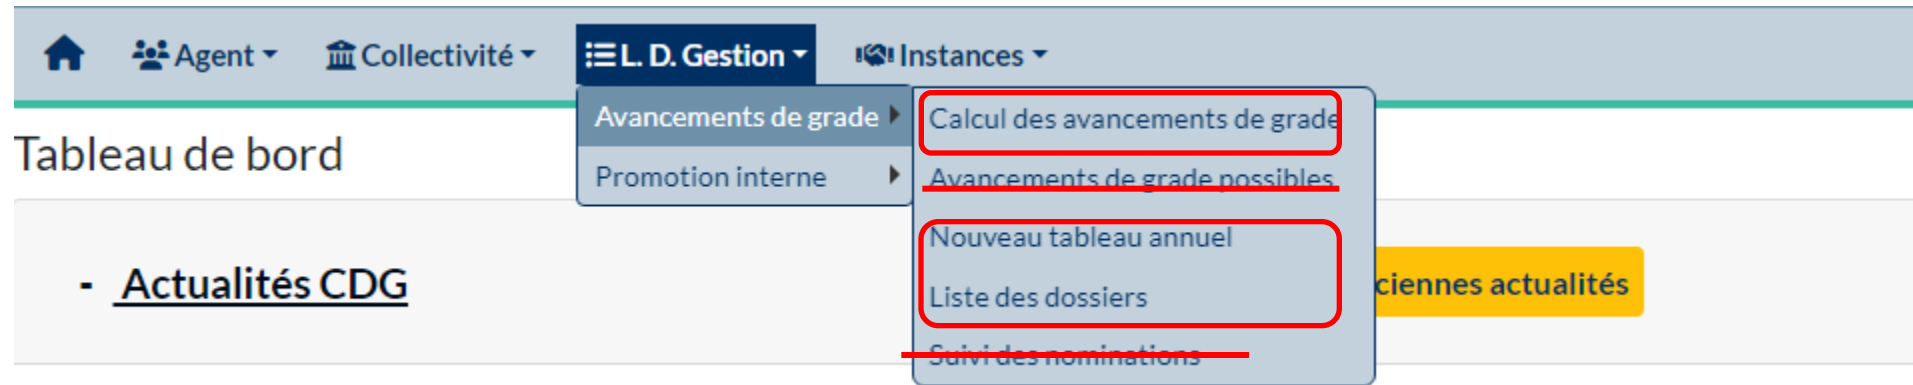 Agent Collectivité L. D. Gestion Instances
Avancements de grade
Promotion interne
Calcul des avancements de grade
Avancements de grade possibles
Nouveau tableau annuel
Liste des dossiers
Suivi des nominations
Tableau de bord
- Actualités CDG
ciennes actualités